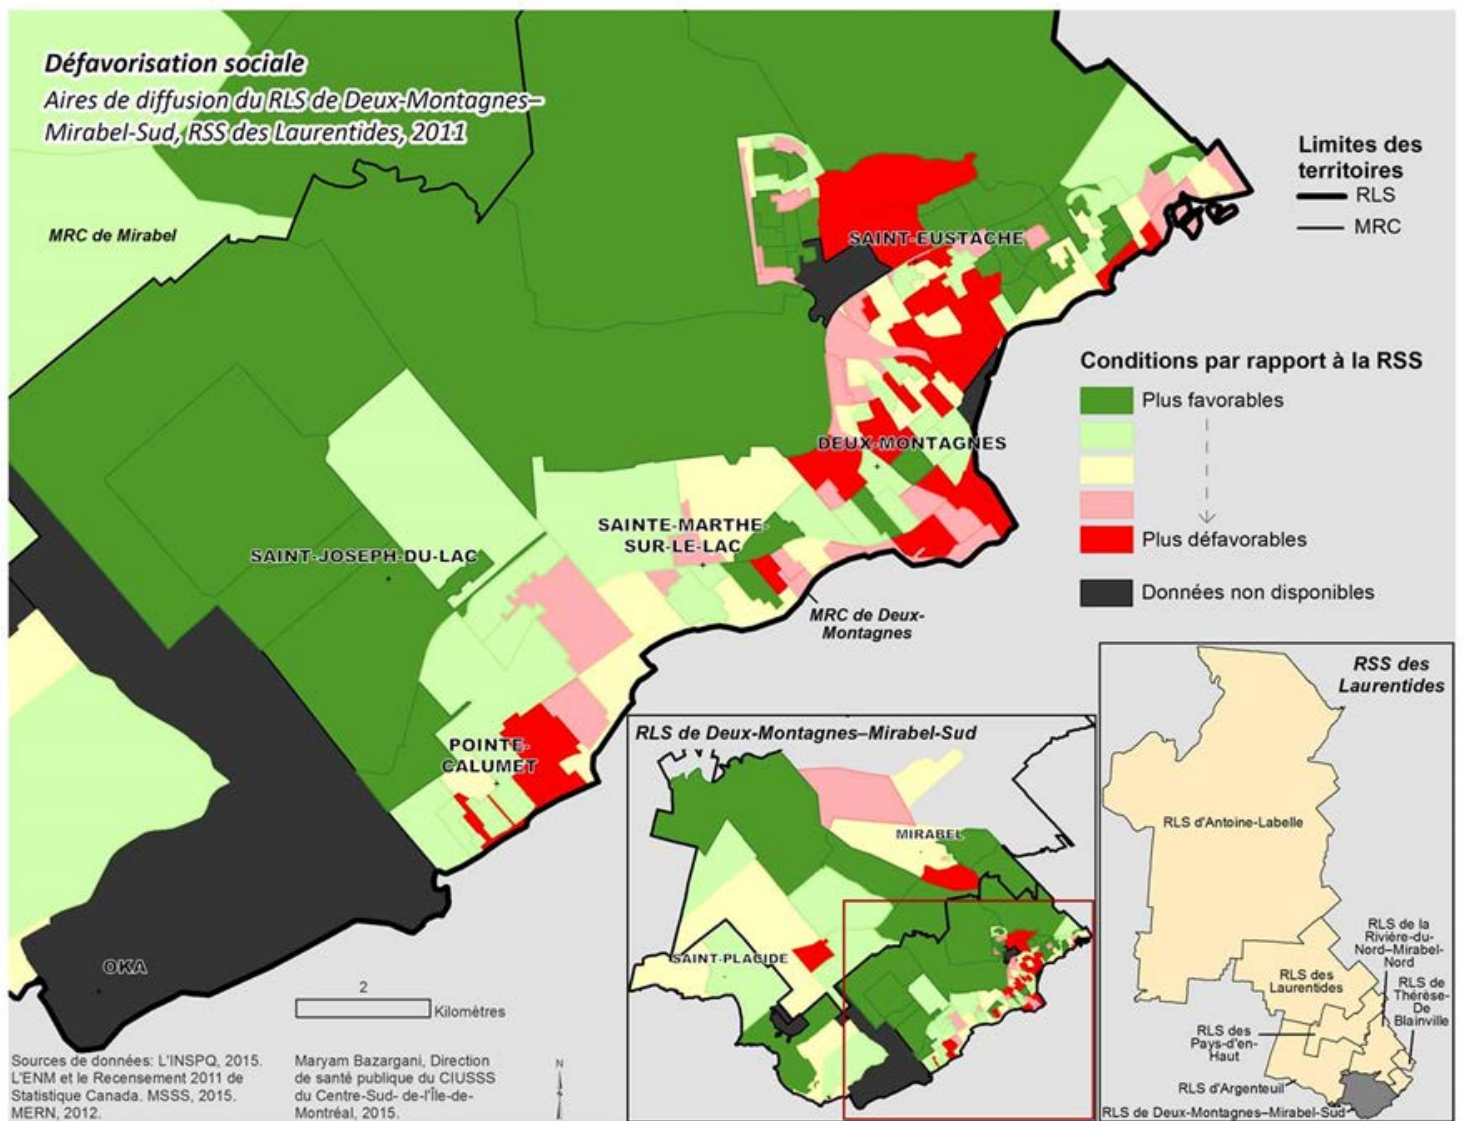 Défavorisation sociale
Aires de diffusion du RLS de Deux-Montagnes–
Mirabel-Sud, RSS des Laurentides, 2011
MRC de Mirabel
SAINT-EUSTACHE
DEUX-MONTAGNES
SAINTE-MARTHE-
SUR-LE-LAC
SAINT-JOSEPH-DU-LAC
MRC de Deux-
Montagnes
POINTE-
CALUMET
OKA
2
Kilomètres
Sources de données: L'INSPQ, 2015.
L'ENM et le Recensement 2011 de
Statistique Canada. MSSS, 2015.
MERN, 2012.
Maryam Bazargani, Direction
de santé publique du CIUSSS
du Centre-Sud- de-l'Île-de-
Montréal, 2015.
N
Limites des
territoires
RLS
MRC
Conditions par rapport à la RSS
Plus favorables
Plus défavorables
Données non disponibles
RLS de Deux-Montagnes–Mirabel-Sud
MIRABEL
SAINT-PLACIDE
RSS des
Laurentides
RLS d'Antoine-Labelle
RLS de la
Rivière-du-
Nord–Mirabel-
Nord
RLS des
Laurentides
RLS de
Thérèse-
De
Blainville
RLS des
Pays-d'en-
Haut
RLS d'Argenteuil
RLS de Deux-Montagnes–Mirabel-Sud